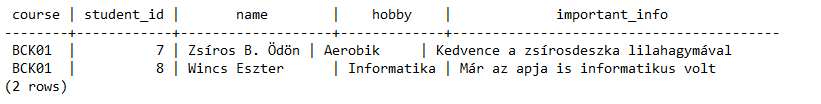 course | student_id | name | hobby | important_info
--------+------------+----------------+-------------+------------------------------------
BCK01 | 7 | Zsíros B. Ödön | Aerobik | Kedvence a zsírosdeszka lilahagymával
BCK01 | 8 | Wincs Eszter | Informatika | Már az apja is informatikus volt
(2 rows)